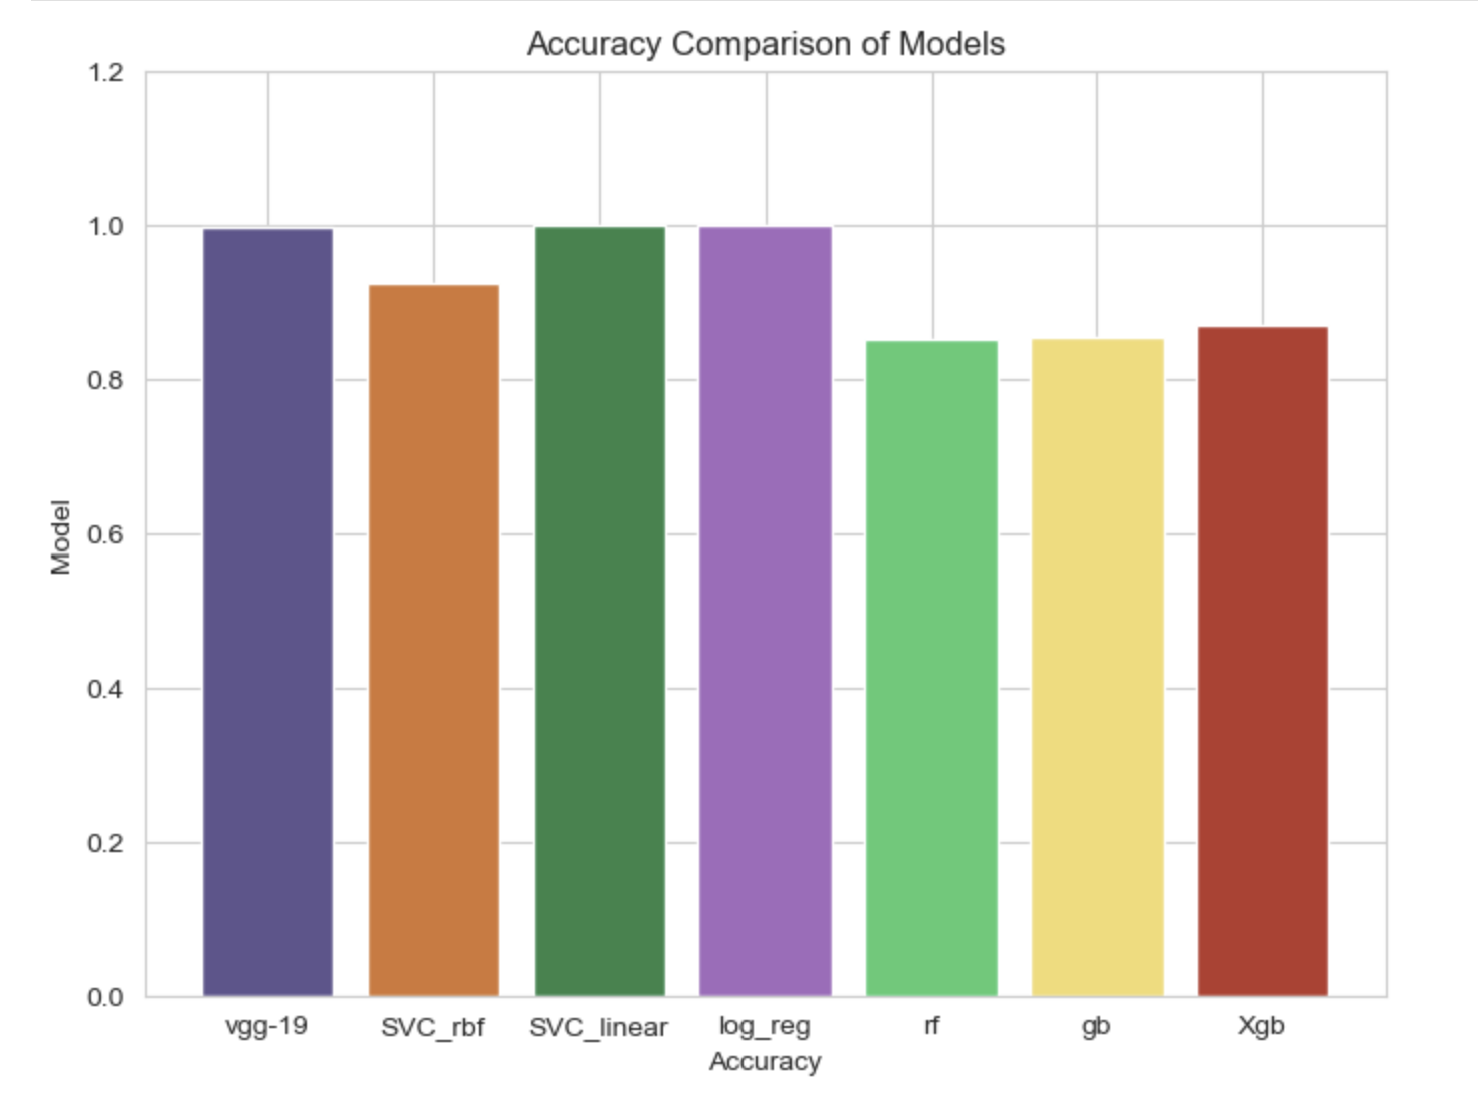 Accuracy Comparison of Models
1.2
1.0
0.8
0.6
0.4
0.2
0.0
Model
vgg-19 SVC_rbf SVC_linear log_reg rf gb Xgb
Accuracy